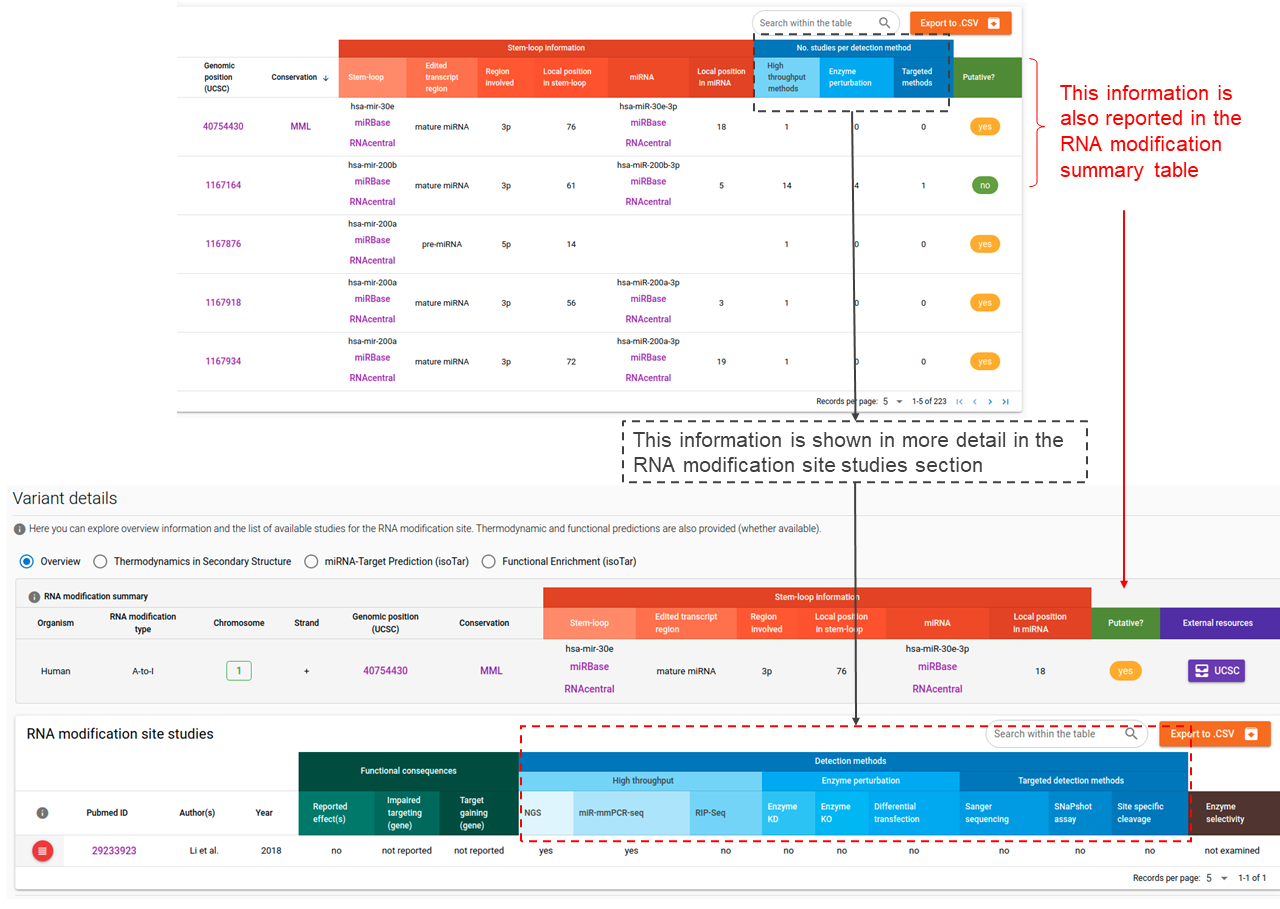 Search within the table
Export to .CSV
Stem-loop information
No. studies per detection method
Genomic position (UCSC)
Conservation ↓
Stem-loop
Edited transcript region
Region involved
Local position in stem-loop
miRNA
Local position in miRNA
High throughput methods
Enzyme perturbation
Targeted methods
Putative?
hsa-mir-30e hsa-miR-30e-3p
40754430 MML miRBase mature miRNA 3p 76 miRBase 18 1 0 0 yes
RNAcentral RNAcentral
hsa-mir-200b hsa-miR-200b-3p
1167164 miRBase mature miRNA 3p 61 miRBase 5 14 4 1 no
RNAcentral RNAcentral
hsa-mir-200a
1167876 miRBase pre-miRNA 5p 14 1 0 0 yes
RNAcentral
hsa-mir-200a hsa-miR-200a-3p
1167918 miRBase mature miRNA 3p 56 miRBase 3 1 0 0 yes
RNAcentral RNAcentral
hsa-mir-200a hsa-miR-200a-3p
1167934 miRBase mature miRNA 3p 72 miRBase 19 1 0 0 yes
RNAcentral RNAcentral
Records per page: 5 1-5 of 223
This information is
also reported in the
RNA modification
summary table
This information is shown in more detail in the
RNA modification site studies section
Variant details
Here you can explore overview information and the list of available studies for the RNA modification site. Thermodynamic and functional predictions are also provided (whether available).
Overview Thermodynamics in Secondary Structure miRNA-Target Prediction (isoTar) Functional Enrichment (isoTar)
RNA modification summary
Stem-loop information
Organism
RNA modification type
Chromosome
Strand
Genomic position (UCSC)
Conservation
Stem-loop
Edited transcript region
Region involved
Local position in stem-loop
miRNA
Local position in miRNA
Putative?
External resources
hsa-mir-30e hsa-miR-30e-3p
Human A-to-I 1 + 40754430 MML miRBase mature miRNA 3p 76 miRBase 18 yes UCSC
RNAcentral RNAcentral
RNA modification site studies
Search within the table
Export to .CSV
Functional consequences
Detection methods
High throughput
Enzyme perturbation
Targeted detection methods
Pubmed ID
Author(s)
Year
Reported effect(s)
Impaired targeting (gene)
Target gaining (gene)
NGS
miR-mmPCR-seq
RIP-Seq
Enzyme KD
Enzyme KO
Differential transfection
Sanger sequencing
SNaPshot assay
Site specific cleavage
Enzyme selectivity
29233923 Li et al. 2018 no not reported not reported yes yes no no no no no no no not examined
Records per page: 5 1-1 of 1